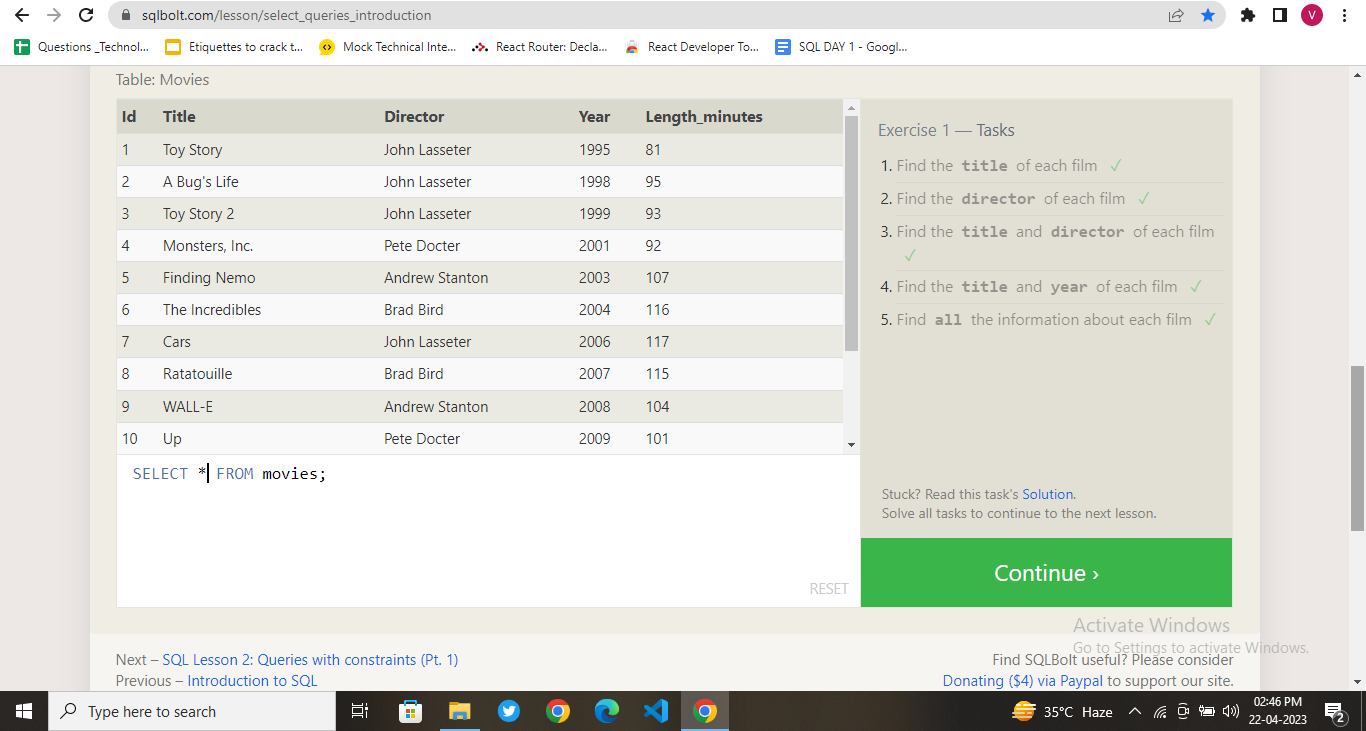 sqlbolt.com/lesson/select_queries_introduction
V
Questions _Technol...
Etiquettes to crack t...
Mock Technical Inte...
React Router: Decla...
React Developer To...
SQL DAY 1 - Googl...
Table: Movies
Id Title Director Year Length_minutes
1 Toy Story John Lasseter 1995 81
2 A Bug's Life John Lasseter 1998 95
3 Toy Story 2 John Lasseter 1999 93
4 Monsters, Inc. Pete Docter 2001 92
5 Finding Nemo Andrew Stanton 2003 107
6 The Incredibles Brad Bird 2004 116
7 Cars John Lasseter 2006 117
8 Ratatouille Brad Bird 2007 115
9 WALL-E Andrew Stanton 2008 104
10 Up Pete Docter 2009 101
SELECT * FROM movies;
RESET
Exercise 1 — Tasks
1. Find the title of each film ✓
2. Find the director of each film ✓
3. Find the title and director of each film
✓
4. Find the title and year of each film ✓
5. Find all the information about each film ✓
Stuck? Read this task's Solution.
Solve all tasks to continue to the next lesson.
Continue ›
Activate Windows
Go to Settings to activate Windows.
Next – SQL Lesson 2: Queries with constraints (Pt. 1)
Previous – Introduction to SQL
Find SQLBolt useful? Please consider
Donating ($4) via Paypal to support our site.
Type here to search
35°C Haze
02:46 PM
22-04-2023
2